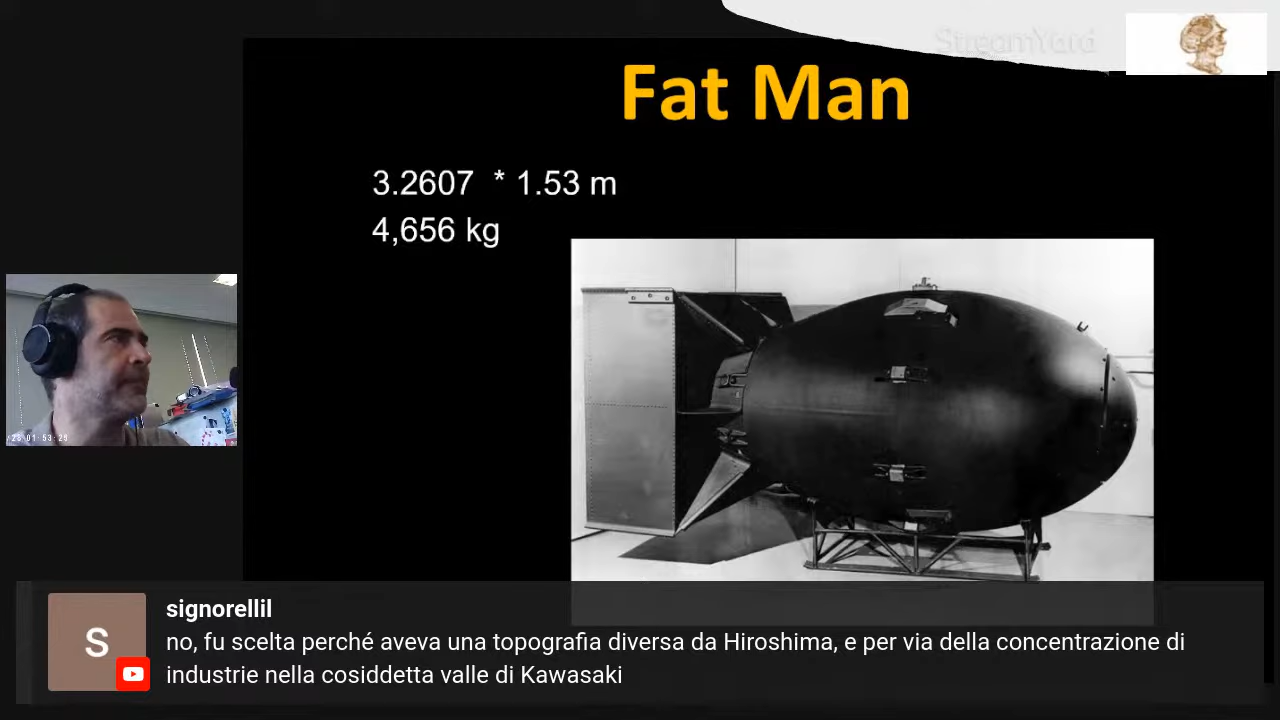 StreamYard
Fat Man
3.2607 * 1.53 m
4,656 kg
S
signorellil
no, fu scelta perché aveva una topografia diversa da Hiroshima, e per via della concentrazione di
industrie nella cosiddetta valle di Kawasaki